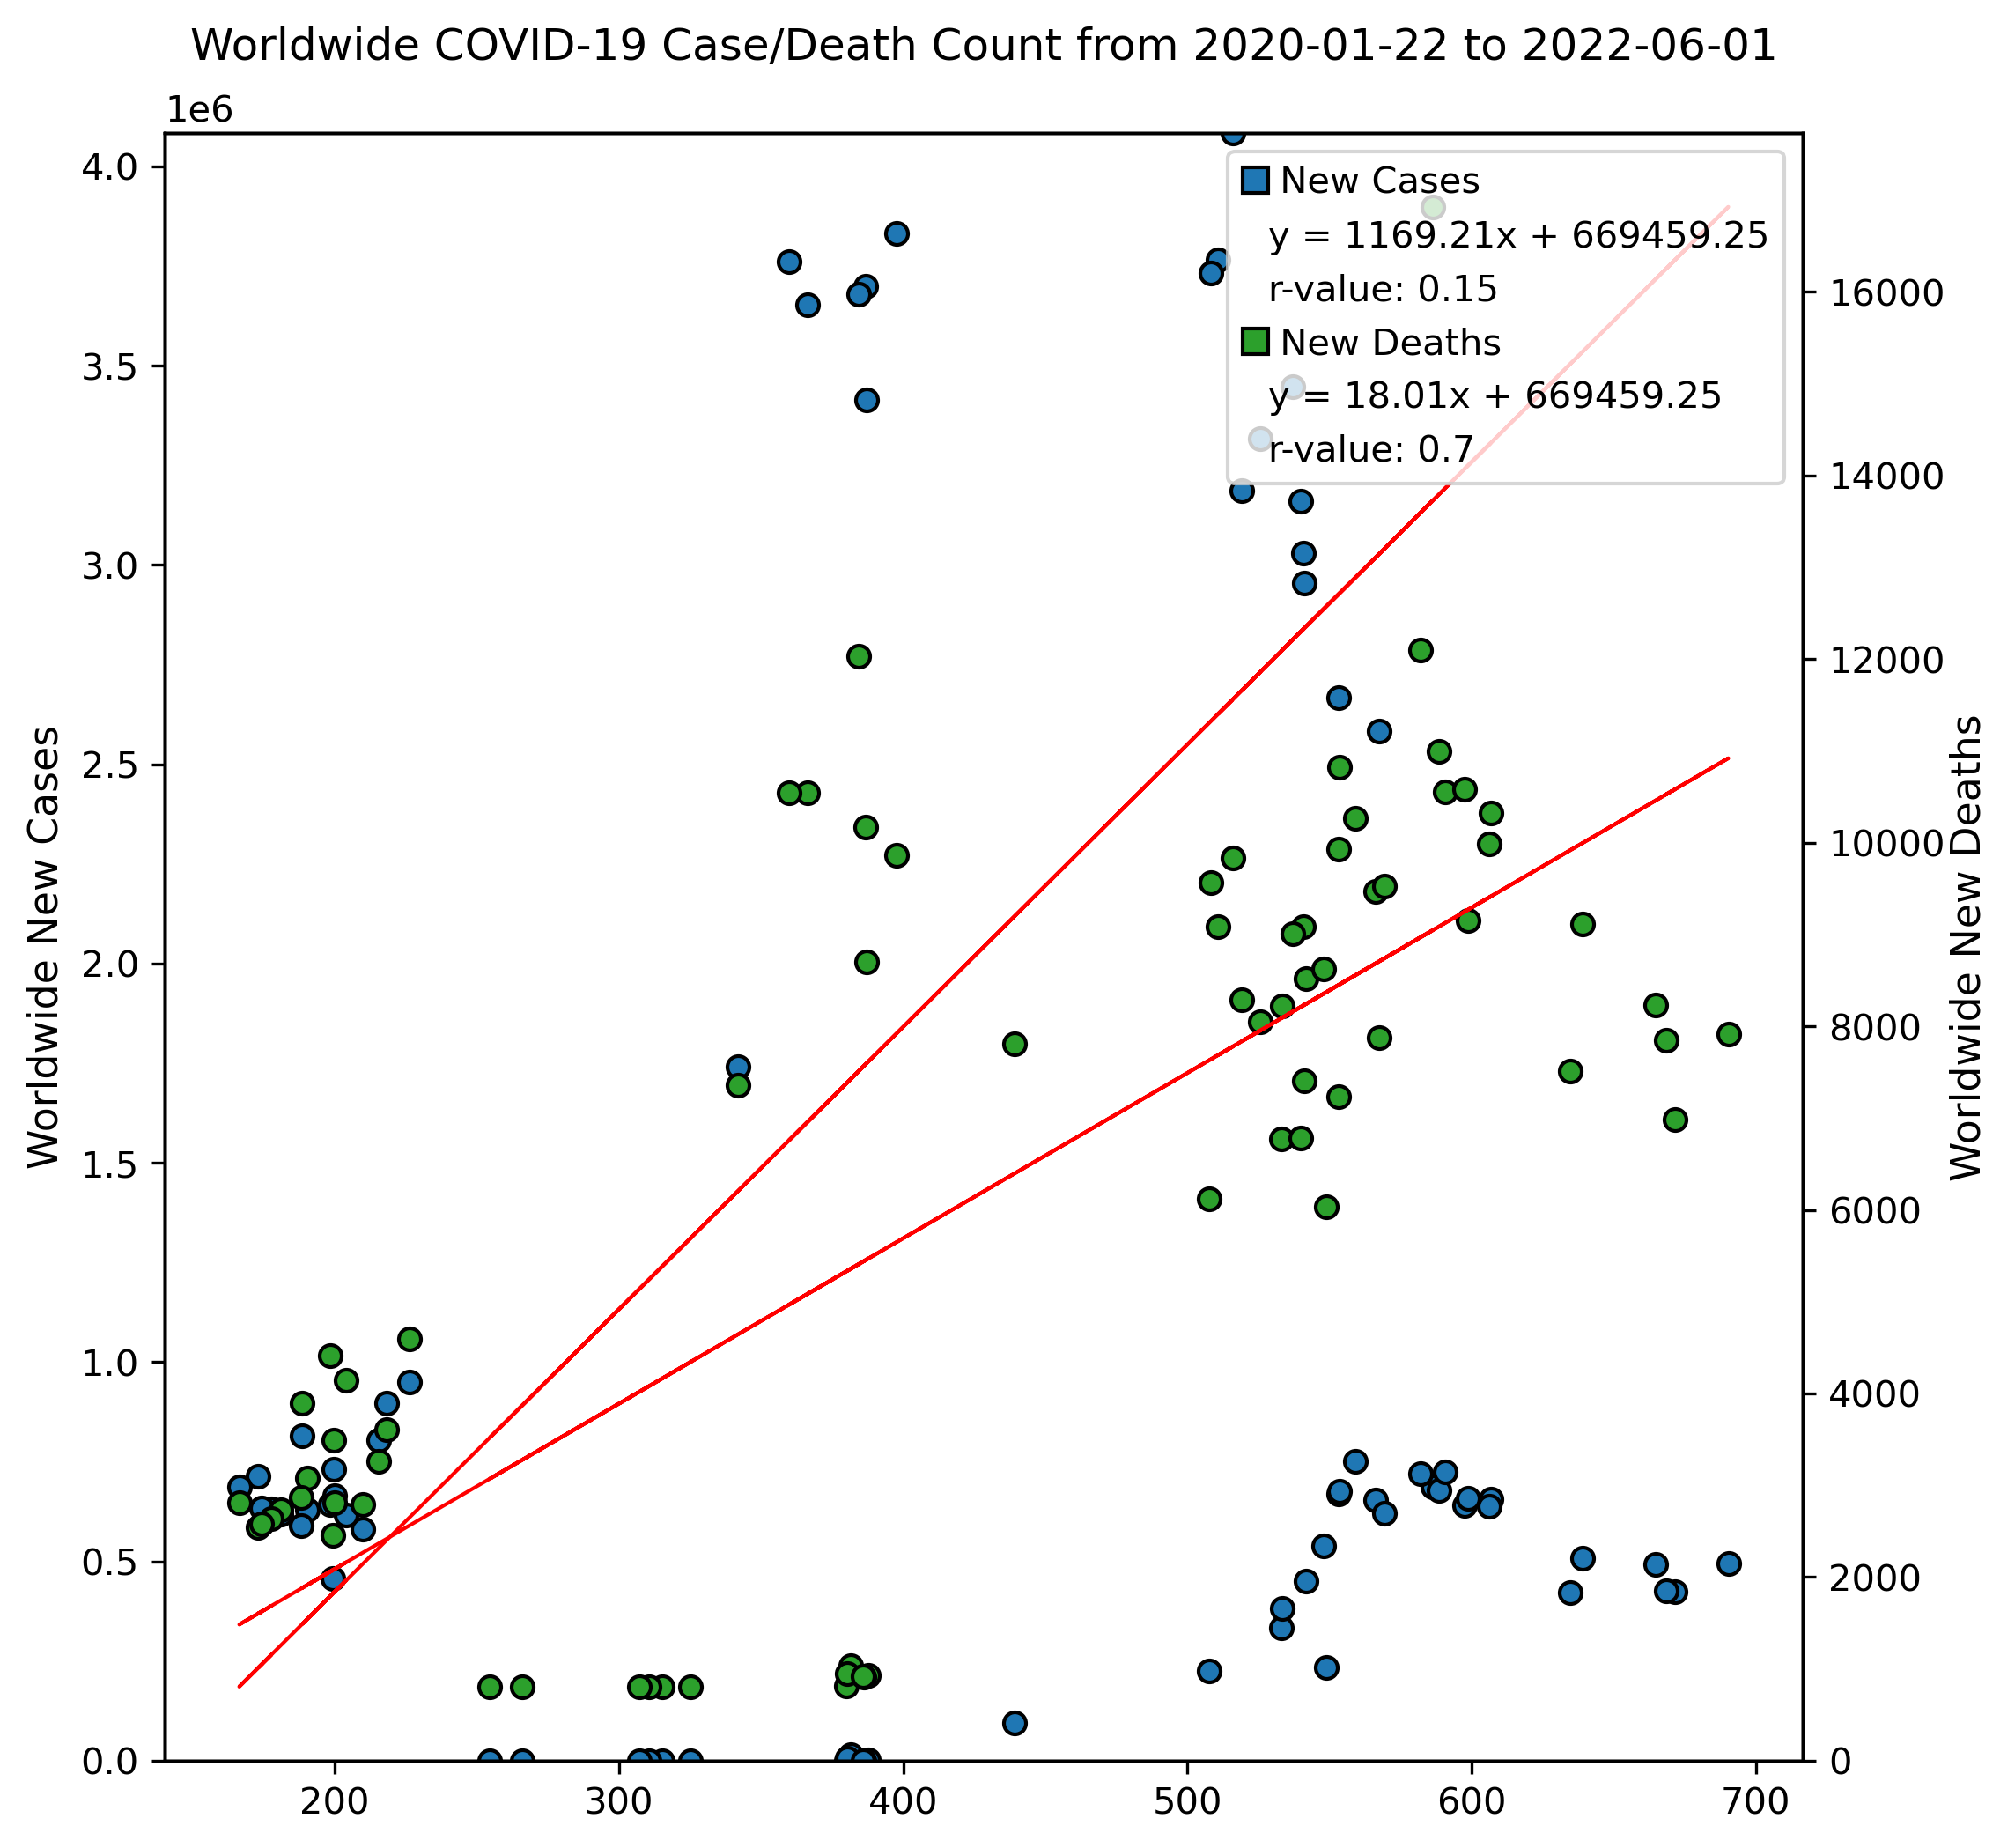 Worldwide COVID-19 Case/Death Count from 2020-01-22 to 2022-06-01
1e6
4.0
3.5
3.0
2.5
2.0
1.5
1.0
0.5
0.0
Worldwide New Cases
New Cases
y = 1169.21x + 669459.25
r-value: 0.15
New Deaths
y = 18.01x + 669459.25
r-value: 0.7
16000
14000
12000
10000
8000
6000
4000
2000
0
Worldwide New Deaths
200
300
400
500
600
700